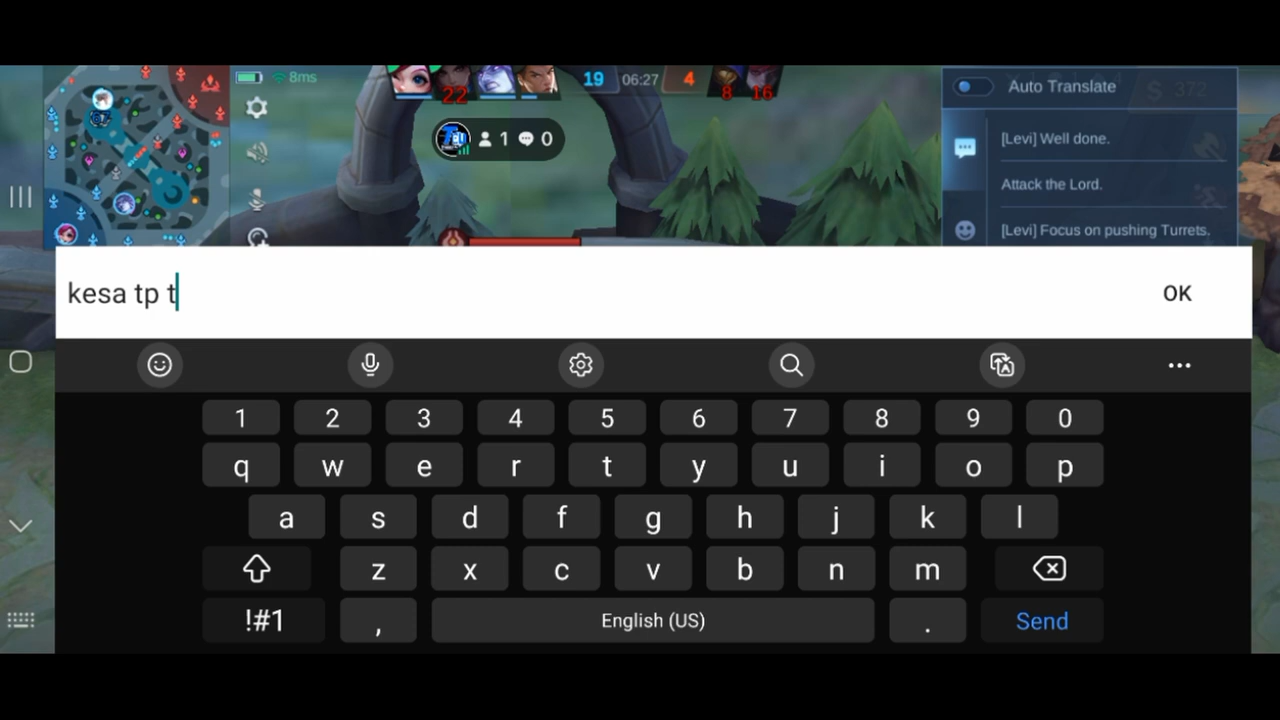 8ms
22
19 06:27 4
8 16
1 0
Auto Translate
$ 372
[Levi] Well done.
Attack the Lord.
[Levi] Focus on pushing Turrets.
kesa tp t
OK
1 2 3 4 5 6 7 8 9 0
q w e r t y u i o p
a s d f g h j k l
z x c v b n m
!#1 , English (US) . Send